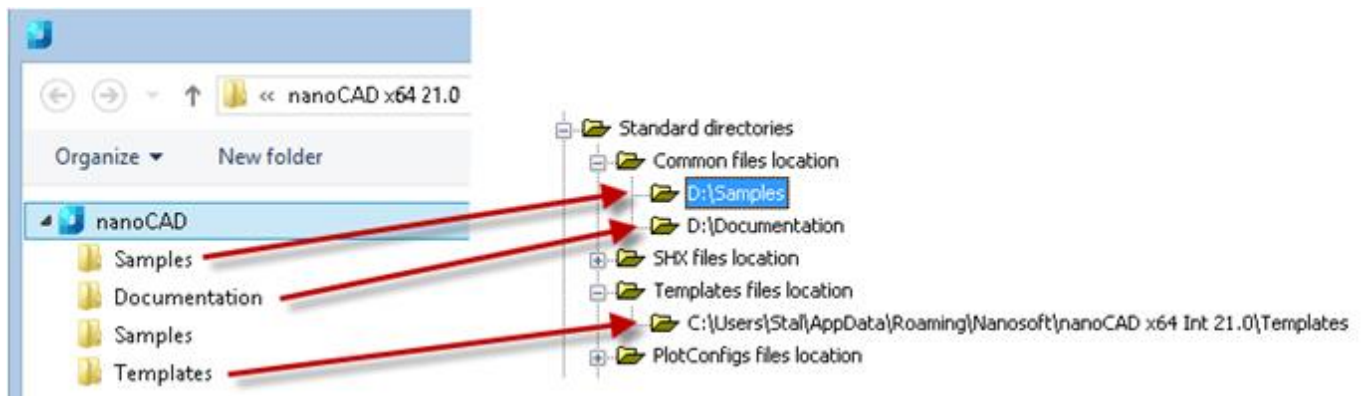 « nanoCAD x64 21.0
Organize New folder
nanoCAD
Samples
Documentation
Samples
Templates
Standard directories
Common files location
D:\Samples
D:\Documentation
SHX files location
Templates files location
C:\Users\Stal\AppData\Roaming\Nanosoft\nanoCAD x64 Int 21.0\Templates
PlotConfigs files location